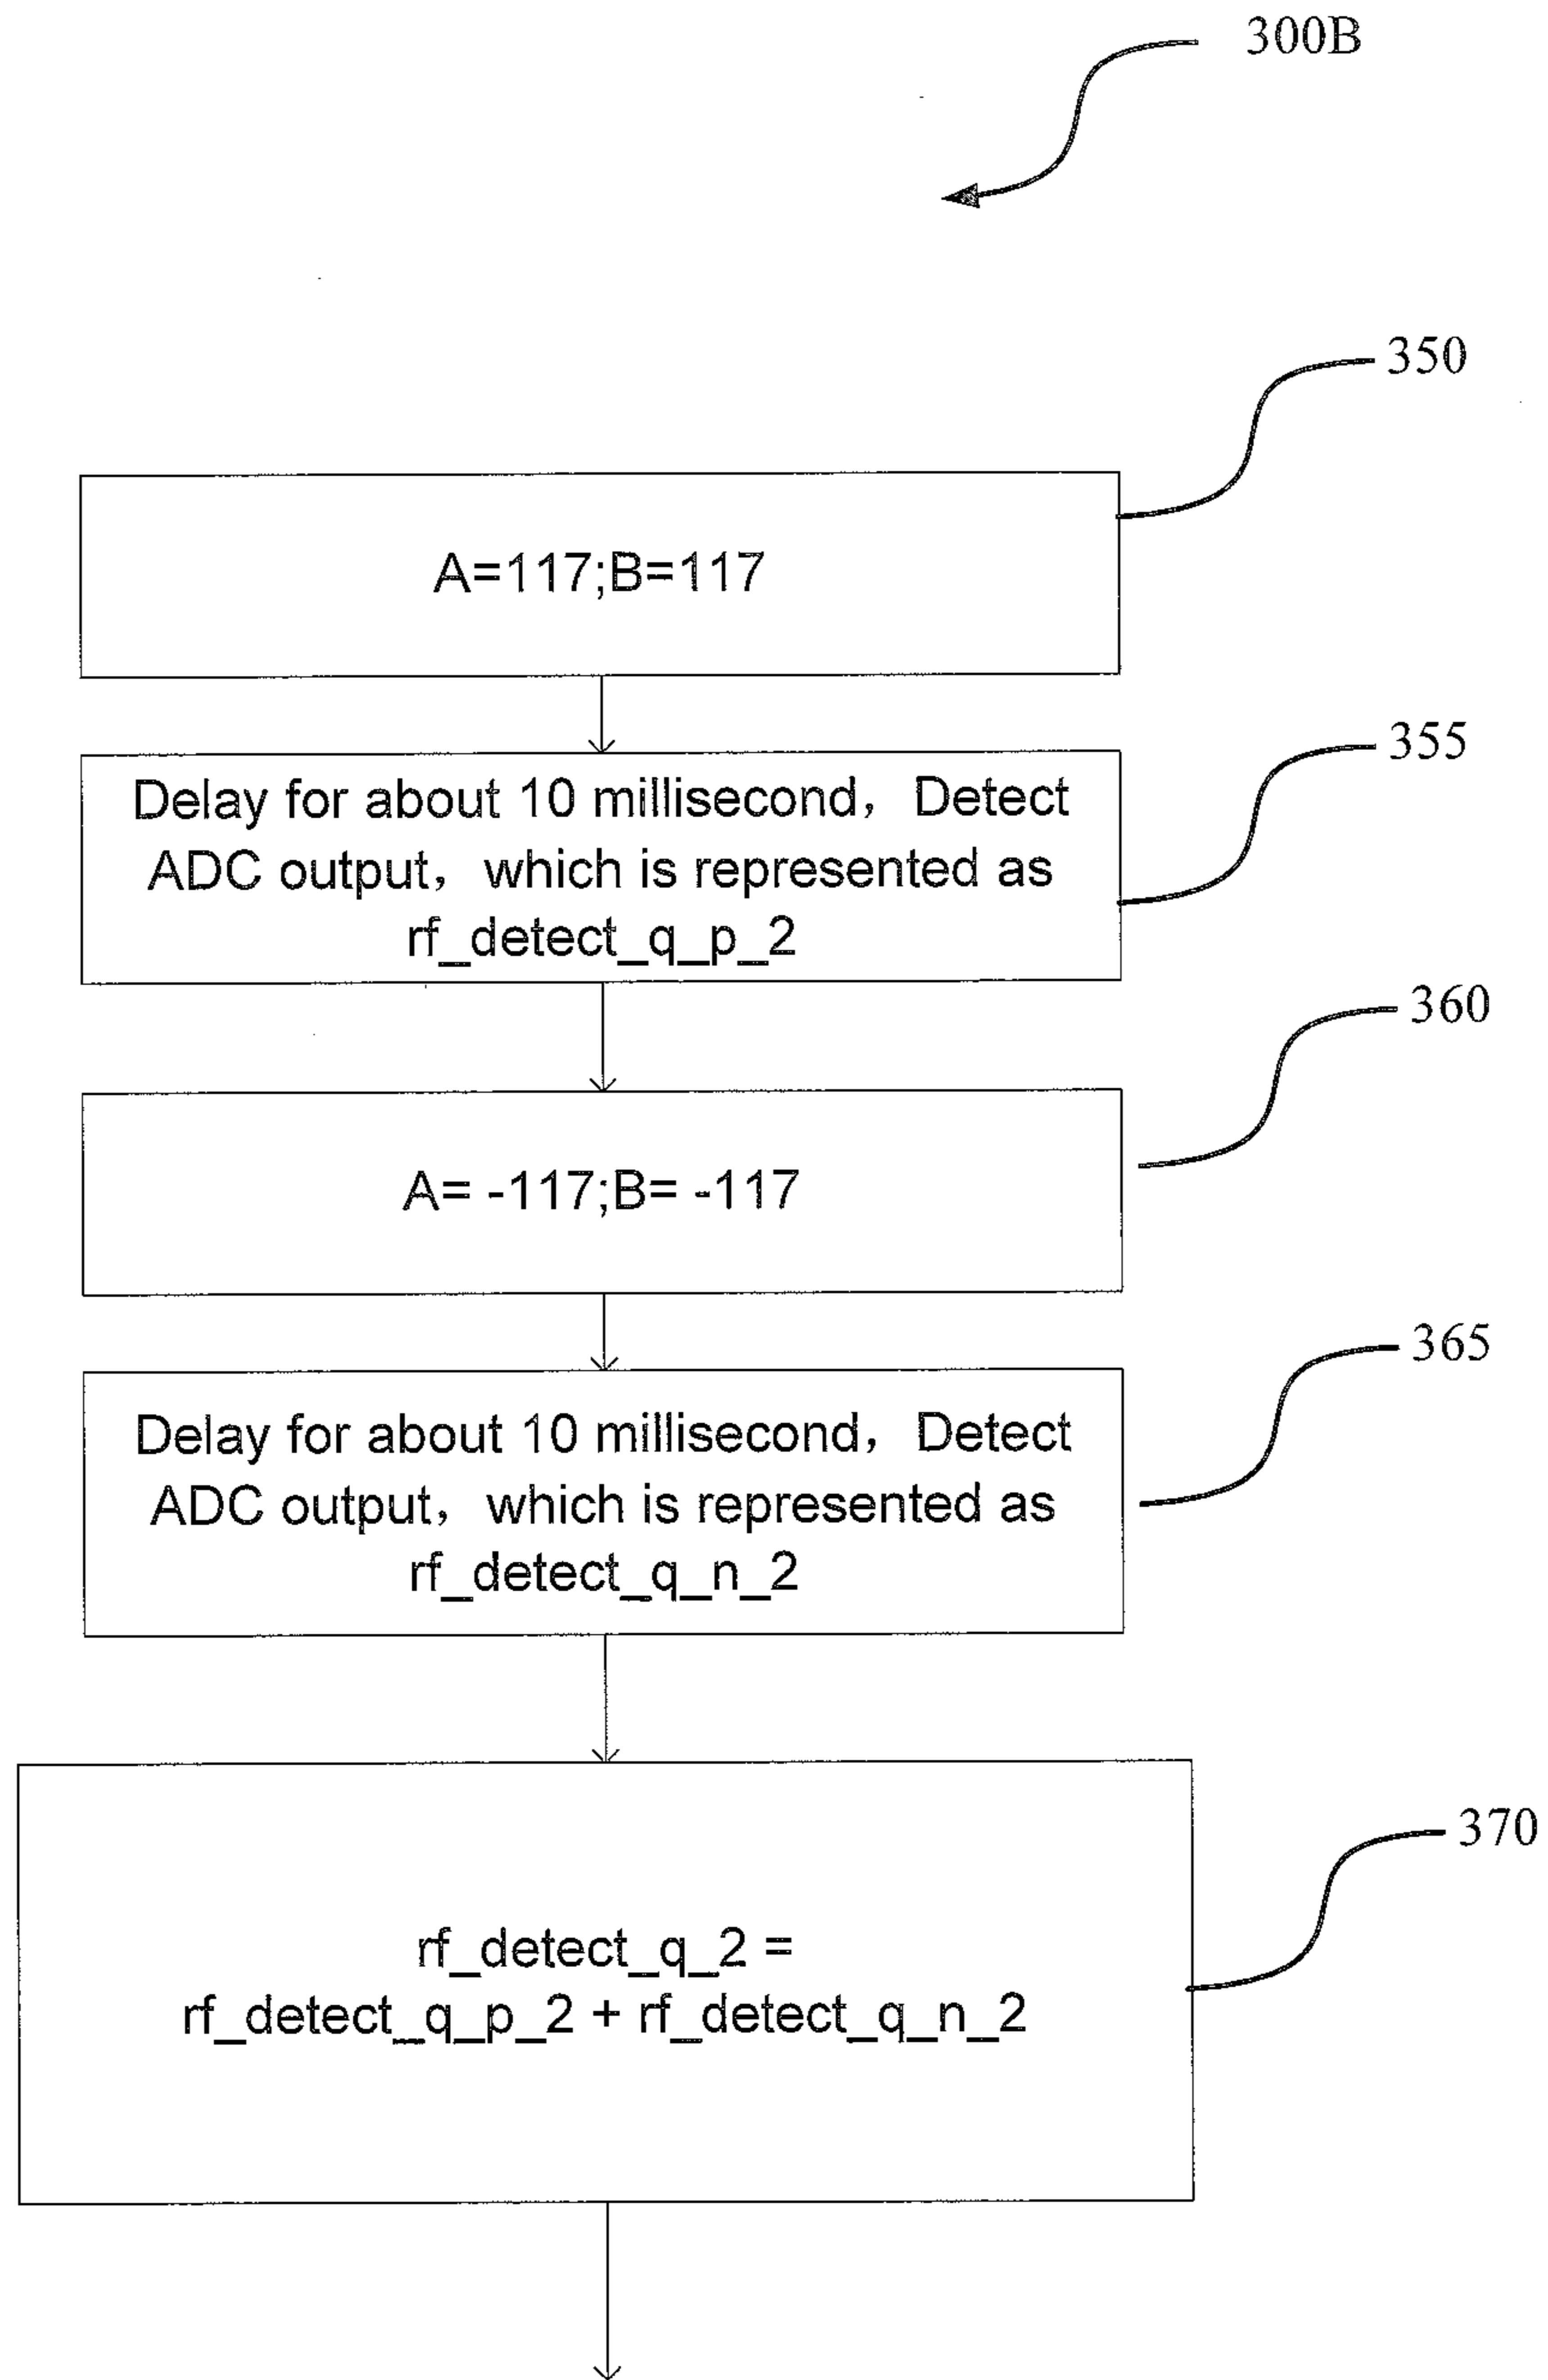 300B
350
A=117;B=117
355
Delay for about 10 millisecond，Detect
ADC output，which is represented as
rf_detect_q_p_2
360
A= -117;B= -117
365
Delay for about 10 millisecond，Detect
ADC output，which is represented as
rf_detect_q_n_2
370
rf_detect_q_2 =
rf_detect_q_p_2 + rf_detect_q_n_2